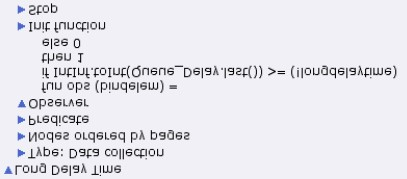 Long Delay Time
Type: Data collection
Nodes ordered by pages
Predicate
Observer
fun obs (bindelem) =
if IntInf.toInt(Queue_Delay.last()) >= (!longdelaytime)
then 1
else 0
Init function
Stop